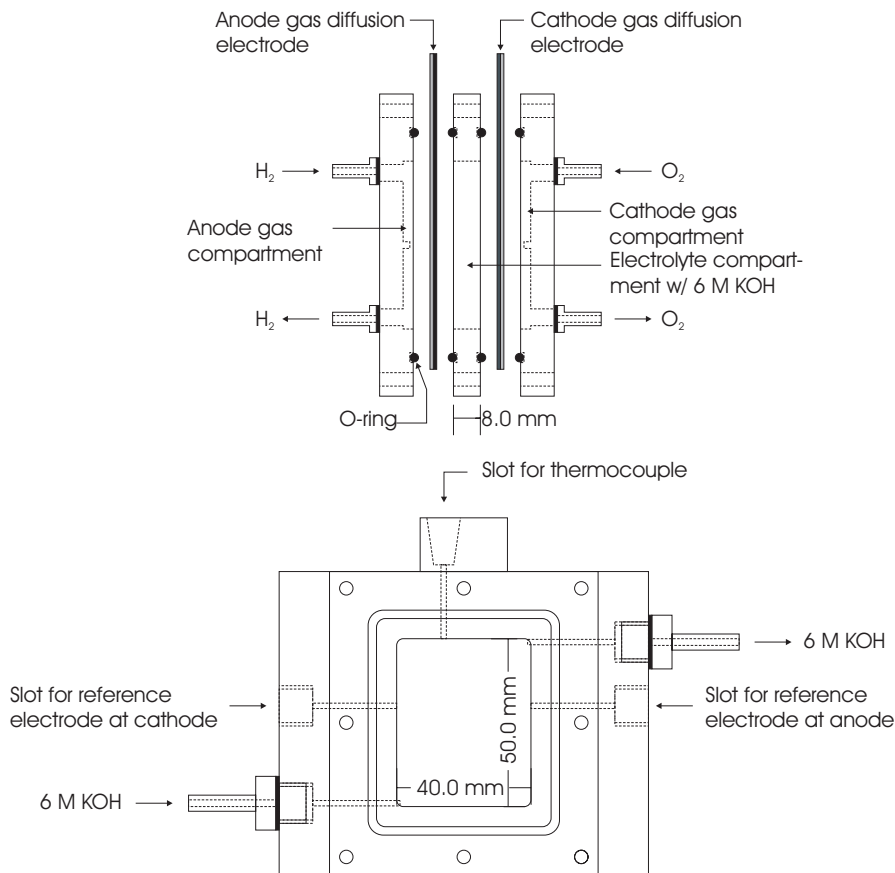 Anode gas diffusion
electrode
Cathode gas diffusion
electrode
H₂
O₂
Anode gas
compartment
Cathode gas
compartment
Electrolyte compart-
ment w/ 6 M KOH
H₂
O₂
O-ring
8.0 mm
Slot for thermocouple
6 M KOH
Slot for reference
electrode at cathode
Slot for reference
electrode at anode
50.0 mm
40.0 mm
6 M KOH